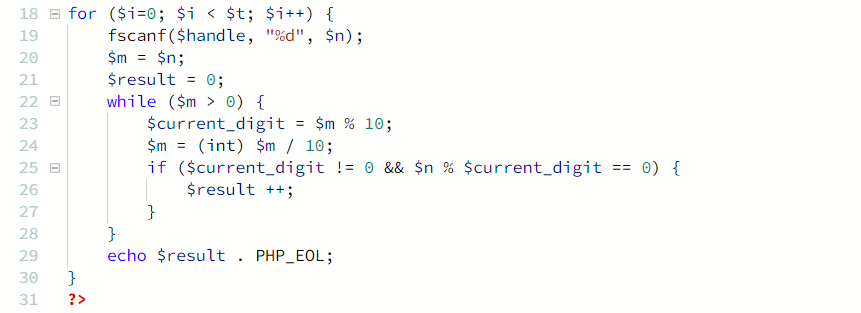 18 for ($i=0; $i < $t; $i++) {
19     fscanf($handle, "%d", $n);
20     $m = $n;
21     $result = 0;
22     while ($m > 0) {
23         $current_digit = $m % 10;
24         $m = (int) $m / 10;
25         if ($current_digit != 0 && $n % $current_digit == 0) {
26             $result ++;
27         }
28     }
29     echo $result . PHP_EOL;
30 }
31 ?>